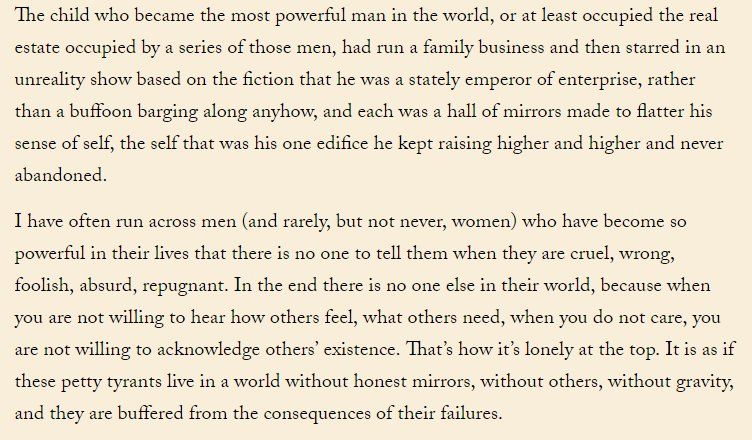 The child who became the most powerful man in the world, or at least occupied the real
estate occupied by a series of those men, had run a family business and then starred in an
unreality show based on the fiction that he was a stately emperor of enterprise, rather
than a buffoon barging along anyhow, and each was a hall of mirrors made to flatter his
sense of self, the self that was his one edifice he kept raising higher and higher and never
abandoned.
I have often run across men (and rarely, but not never, women) who have become so
powerful in their lives that there is no one to tell them when they are cruel, wrong,
foolish, absurd, repugnant. In the end there is no one else in their world, because when
you are not willing to hear how others feel, what others need, when you do not care, you
are not willing to acknowledge others’ existence. That’s how it’s lonely at the top. It is as if
these petty tyrants live in a world without honest mirrors, without others, without gravity,
and they are buffered from the consequences of their failures.